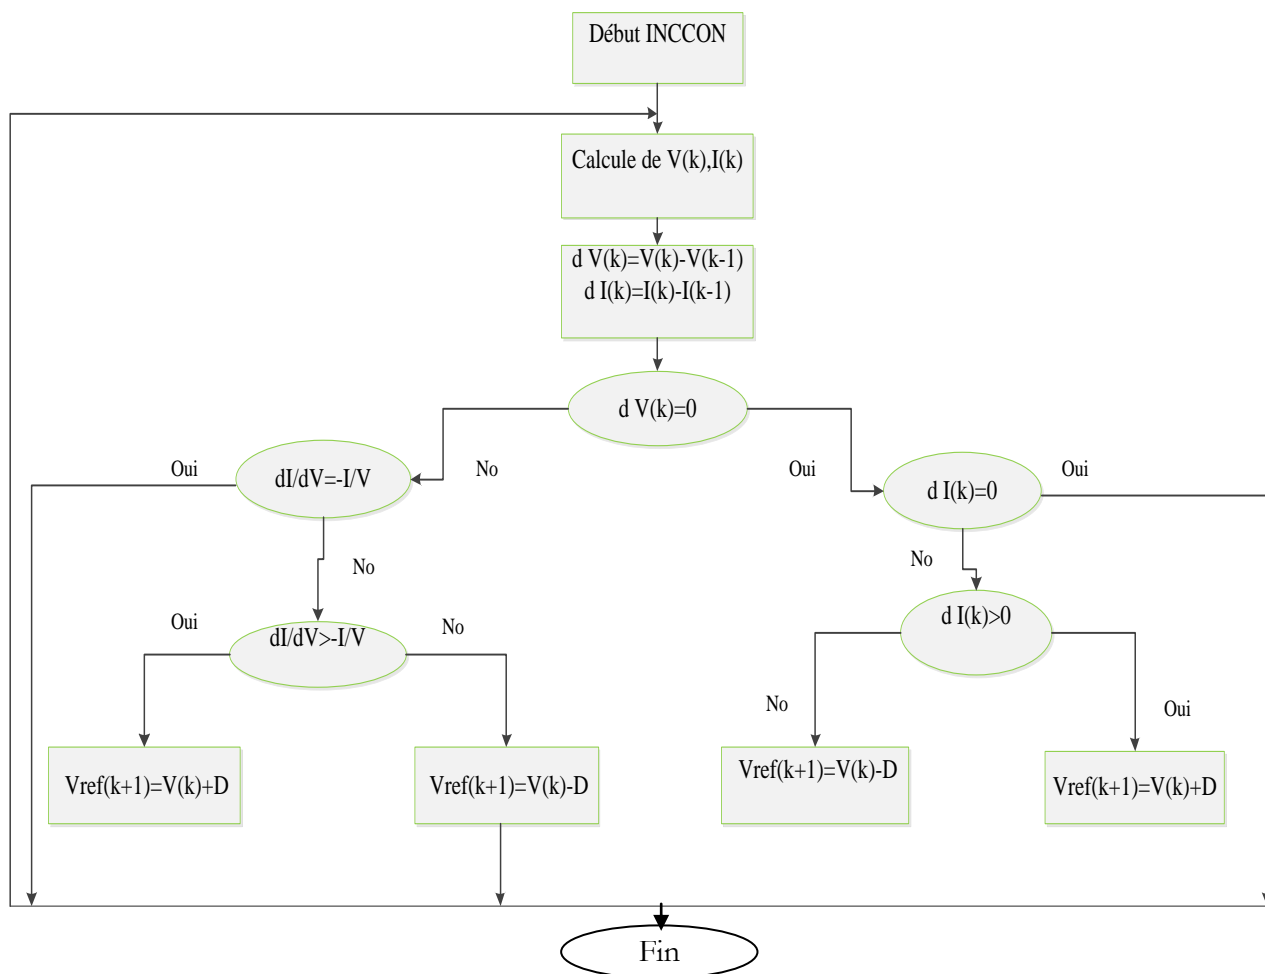 Début INCCON
Calcule de V(k),I(k)
d V(k)=V(k)-V(k-1)
d I(k)=I(k)-I(k-1)
d V(k)=0
Oui
dI/dV=-I/V
No
Oui
d I(k)=0
Oui
No
No
Oui
dI/dV>-I/V
No
d I(k)>0
No
Oui
Vref(k+1)=V(k)+D
Vref(k+1)=V(k)-D
Vref(k+1)=V(k)-D
Vref(k+1)=V(k)+D
Fin